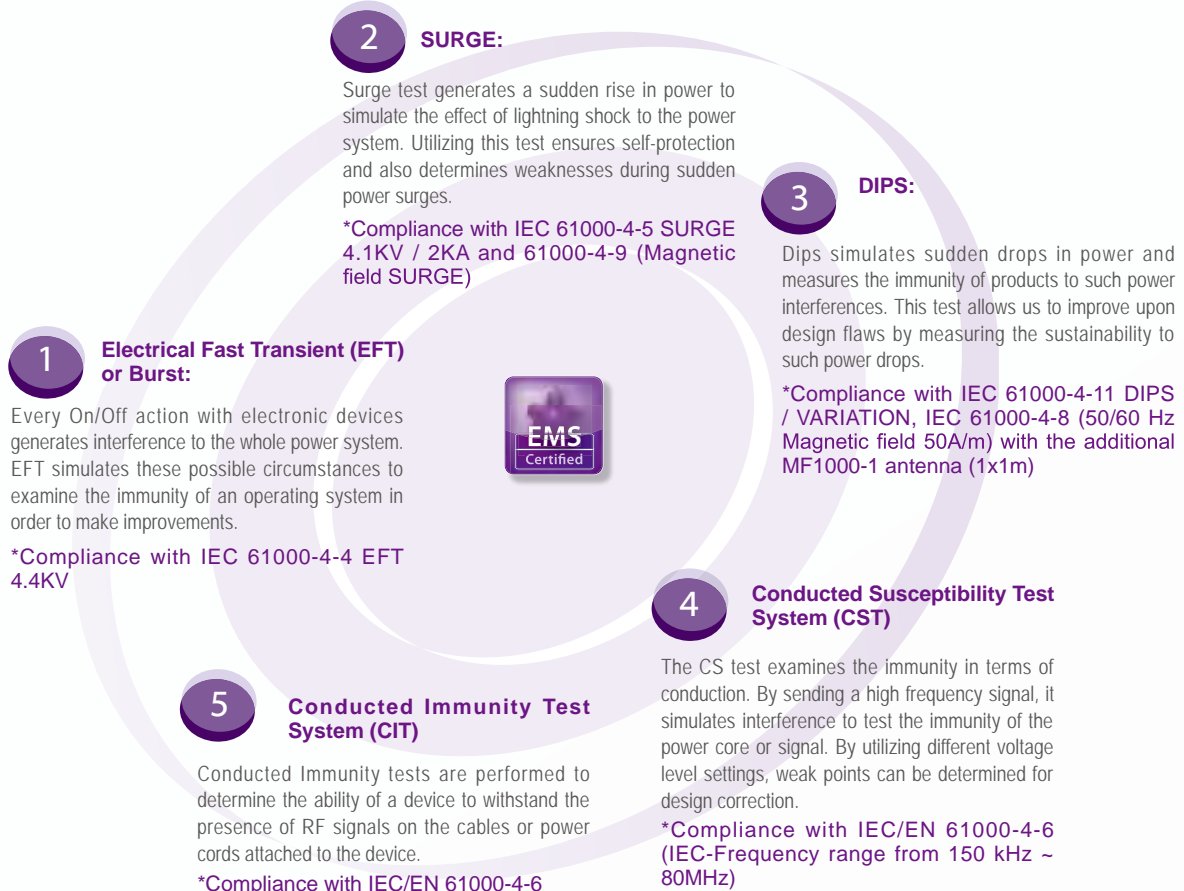 1
Electrical Fast Transient (EFT)
or Burst:
Every On/Off action with electronic devices
generates interference to the whole power system.
EFT simulates these possible circumstances to
examine the immunity of an operating system in
order to make improvements.
*Compliance with IEC 61000-4-4 EFT
4.4KV
2
SURGE:
Surge test generates a sudden rise in power to
simulate the effect of lightning shock to the power
system. Utilizing this test ensures self-protection
and also determines weaknesses during sudden
power surges.
*Compliance with IEC 61000-4-5 SURGE
4.1KV / 2KA and 61000-4-9 (Magnetic
field SURGE)
3
DIPS:
Dips simulates sudden drops in power and
measures the immunity of products to such power
interferences. This test allows us to improve upon
design flaws by measuring the sustainability to
such power drops.
*Compliance with IEC 61000-4-11 DIPS
/ VARIATION, IEC 61000-4-8 (50/60 Hz
Magnetic field 50A/m) with the additional
MF1000-1 antenna (1x1m)
EMS
Certified
4
Conducted Susceptibility Test
System (CST)
The CS test examines the immunity in terms of
conduction. By sending a high frequency signal, it
simulates interference to test the immunity of the
power core or signal. By utilizing different voltage
level settings, weak points can be determined for
design correction.
*Compliance with IEC/EN 61000-4-6
(IEC-Frequency range from 150 kHz ~
80MHz)
5
Conducted Immunity Test
System (CIT)
Conducted Immunity tests are performed to
determine the ability of a device to withstand the
presence of RF signals on the cables or power
cords attached to the device.
*Compliance with IEC/EN 61000-4-6